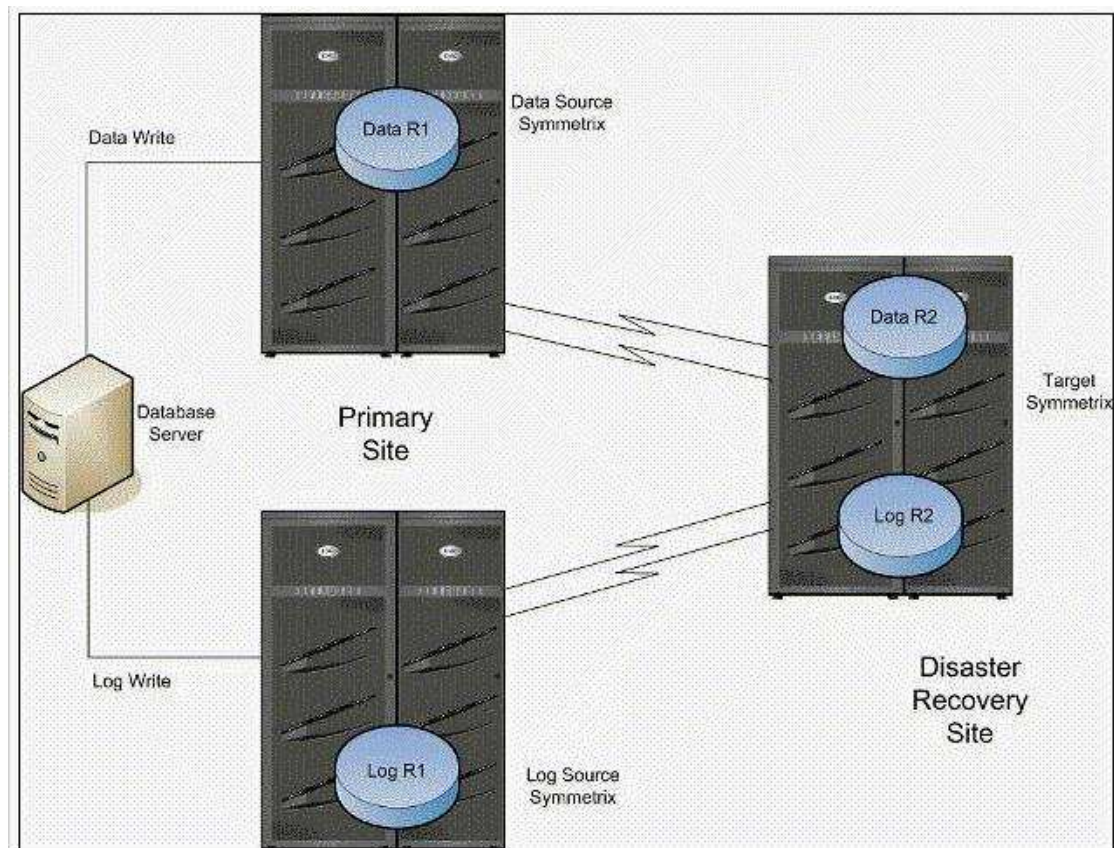 Data Write
Data R1
Data Source
Symmetrix
Database
Server
Primary
Site
Data R2
Target
Symmetrix
Log R2
Log Write
Log R1
Log Source
Symmetrix
Disaster
Recovery
Site